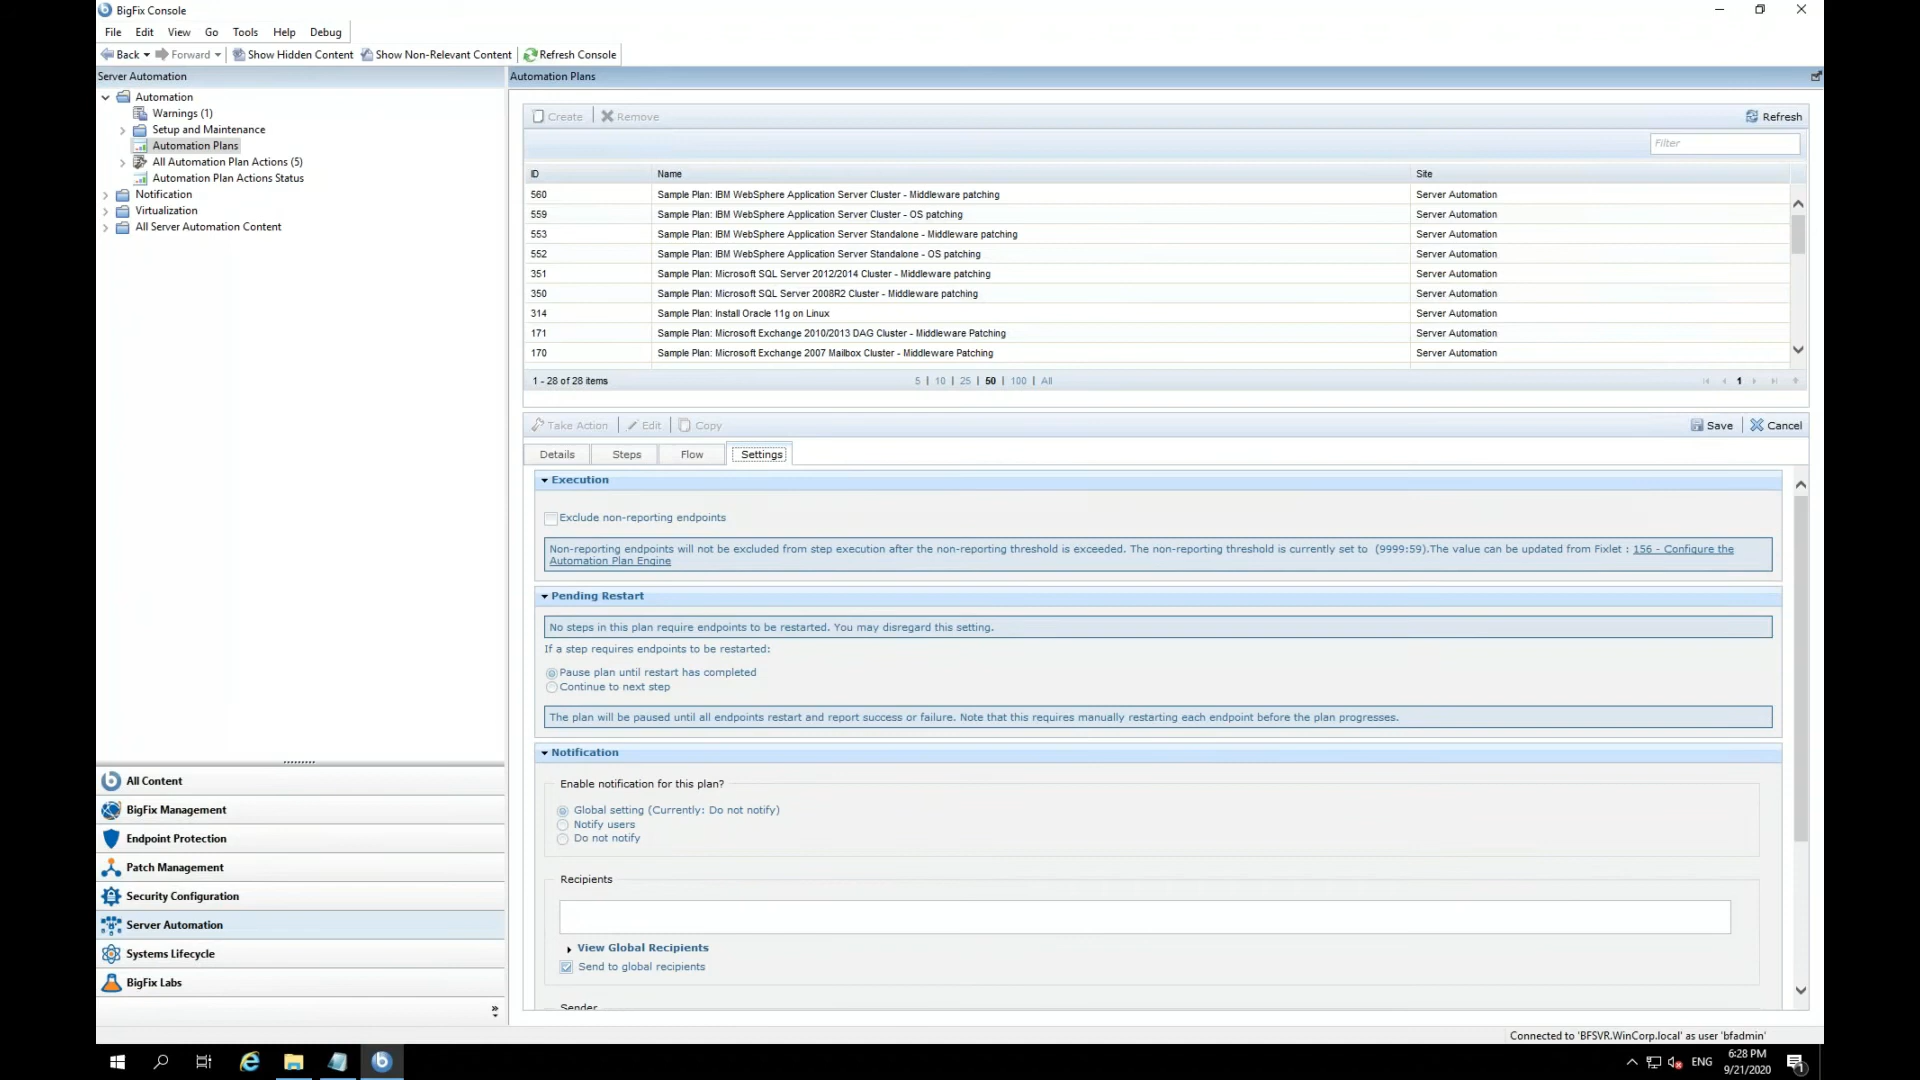 BigFix Console
File Edit View Go Tools Help Debug
Back Forward Show Hidden Content Show Non-Relevant Content Refresh Console
Server Automation
Automation
Warnings (1)
Setup and Maintenance
Automation Plans
All Automation Plan Actions (5)
Automation Plan Actions Status
Notification
Virtualization
All Server Automation Content
All Content
BigFix Management
Endpoint Protection
Patch Management
Security Configuration
Server Automation
Systems Lifecycle
BigFix Labs
Automation Plans
Create Remove Refresh
Filter
ID Name Site
560 Sample Plan: IBM WebSphere Application Server Cluster - Middleware patching Server Automation
559 Sample Plan: IBM WebSphere Application Server Cluster - OS patching Server Automation
553 Sample Plan: IBM WebSphere Application Server Standalone - Middleware patching Server Automation
552 Sample Plan: IBM WebSphere Application Server Standalone - OS patching Server Automation
351 Sample Plan: Microsoft SQL Server 2012/2014 Cluster - Middleware patching Server Automation
350 Sample Plan: Microsoft SQL Server 2008R2 Cluster - Middleware patching Server Automation
314 Sample Plan: Install Oracle 11g on Linux Server Automation
171 Sample Plan: Microsoft Exchange 2010/2013 DAG Cluster - Middleware Patching Server Automation
170 Sample Plan: Microsoft Exchange 2007 Mailbox Cluster - Middleware Patching Server Automation
1 - 28 of 28 items 5 | 10 | 25 | 50 | 100 | All 1
Take Action Edit Copy Save Cancel
Details Steps Flow Settings
Execution
Exclude non-reporting endpoints
Non-reporting endpoints will not be excluded from step execution after the non-reporting threshold is exceeded. The non-reporting threshold is currently set to (9999:59).The value can be updated from Fixlet : 156 - Configure the
Automation Plan Engine
Pending Restart
No steps in this plan require endpoints to be restarted. You may disregard this setting.
If a step requires endpoints to be restarted:
Pause plan until restart has completed
Continue to next step
The plan will be paused until all endpoints restart and report success or failure. Note that this requires manually restarting each endpoint before the plan progresses.
Notification
Enable notification for this plan?
Global setting (Currently: Do not notify)
Notify users
Do not notify
Recipients
View Global Recipients
Send to global recipients
Sender
Connected to 'BFSVR.WinCorp.local' as user 'bfadmin'
ENG 6:28 PM
9/21/2020
1